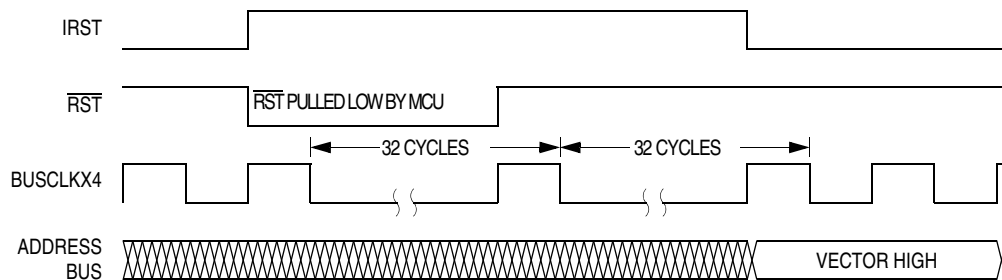 IRST
RST
RST PULLED LOW BY MCU
32 CYCLES
32 CYCLES
BUSCLKX4
ADDRESS
BUS
VECTOR HIGH